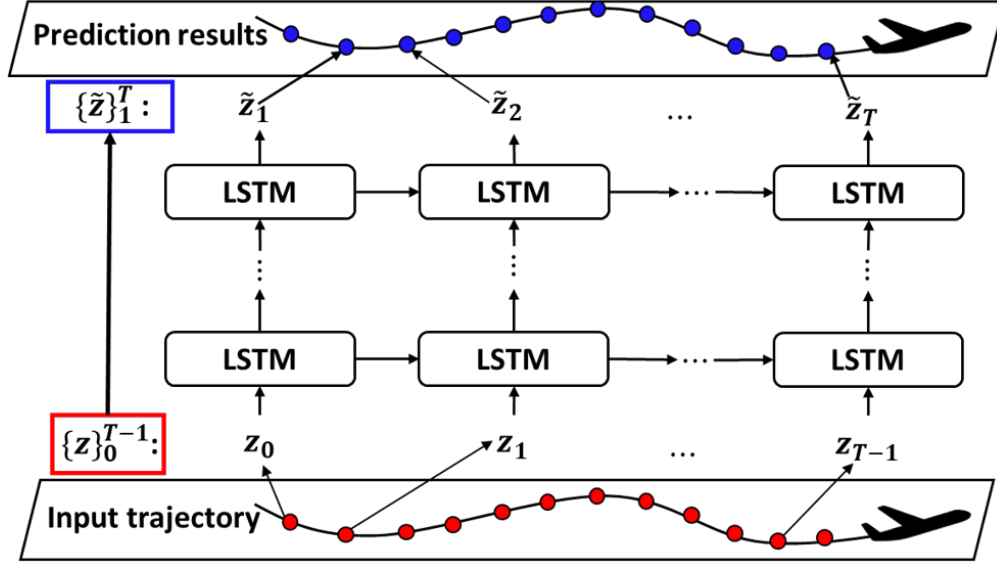 Prediction results
{z̃}₁ᵀ :
z̃₁ z̃₂ ... z̃_T
LSTM LSTM LSTM
⋮ ⋮ ⋮
LSTM ... LSTM ... LSTM
{z}₀ᵀ⁻¹:
z₀ z₁ ... z_{T−1}
Input trajectory